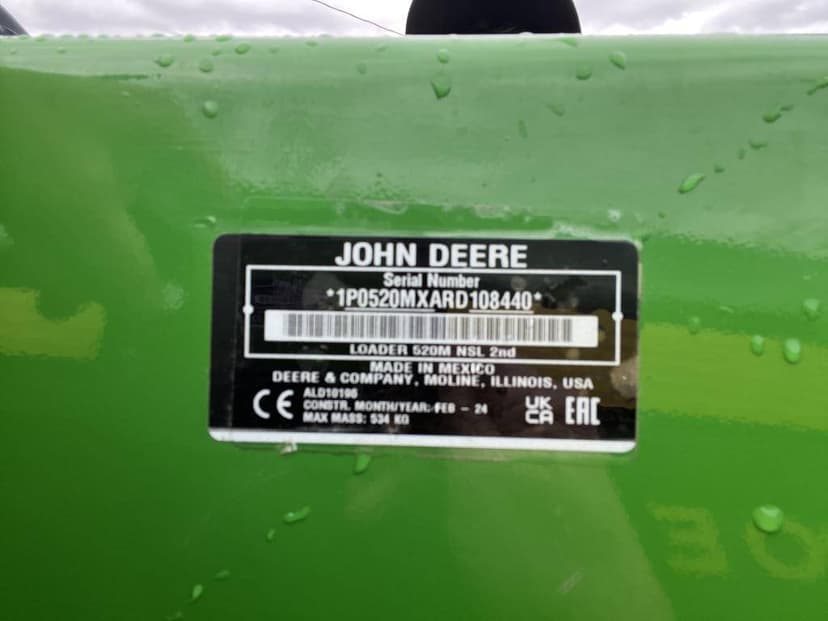 JOHN DEERE
Serial Number
*1P0520MXARD108440*
LOADER 520M NSL 2nd
MADE IN MEXICO
DEERE & COMPANY, MOLINE, ILLINOIS, USA
CE
ALD10195
CONSTR. MONTH/YEAR: FEB - 24
MAX MASS: 534 KG
UK
CA
EAC